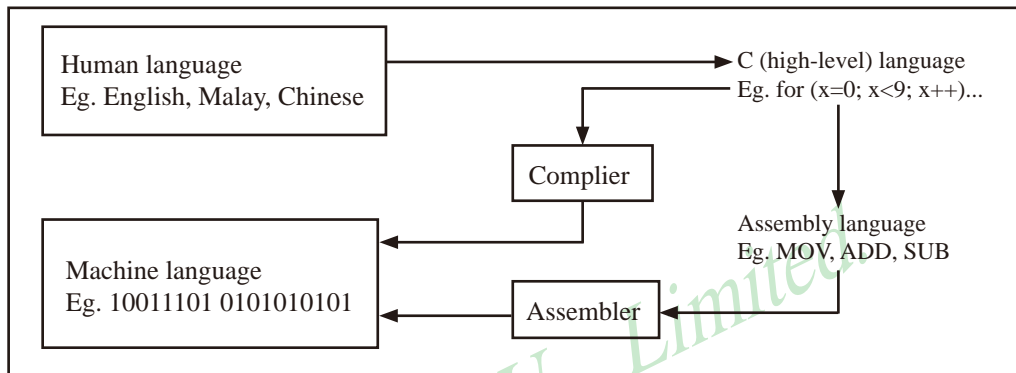 Human language
Eg. English, Malay, Chinese
C (high-level) language
Eg. for (x=0; x<9; x++)...
Complier
Assembly language
Eg. MOV, ADD, SUB
Machine language
Eg. 10011101 0101010101
Assembler
Limited.